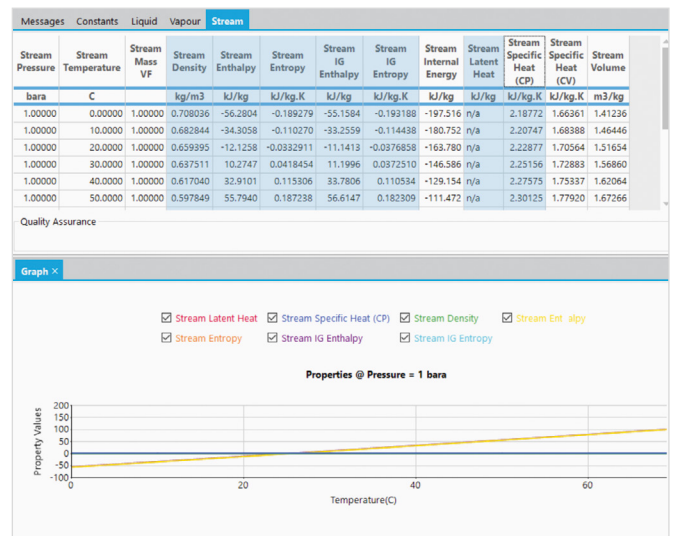 Messages Constants Liquid Vapour Stream
Stream Pressure Stream Temperature Stream Mass VF Stream Density Stream Enthalpy Stream Entropy Stream IG Enthalpy Stream IG Entropy Stream Internal Energy Stream Latent Heat Stream Specific Heat (CP) Stream Specific Heat (CV) Stream Volume
bara C kg/m3 kJ/kg kJ/kg.K kJ/kg kJ/kg.K kJ/kg kJ/kg kJ/kg.K kJ/kg.K m3/kg
1.00000 0.00000 1.00000 0.708036 -56.2804 -0.189279 -55.1584 -0.193188 -197.516 n/a 2.18772 1.66361 1.41236
1.00000 10.0000 1.00000 0.682844 -34.3058 -0.110270 -33.2559 -0.114438 -180.752 n/a 2.20747 1.68388 1.46446
1.00000 20.0000 1.00000 0.659395 -12.1258 -0.0332911 -11.1413 -0.0376858 -163.780 n/a 2.22877 1.70564 1.51654
1.00000 30.0000 1.00000 0.637511 10.2747 0.0418454 11.1996 0.0372510 -146.586 n/a 2.25156 1.72883 1.56860
1.00000 40.0000 1.00000 0.617040 32.9101 0.115306 33.7806 0.110534 -129.154 n/a 2.27575 1.75337 1.62064
1.00000 50.0000 1.00000 0.597849 55.7940 0.187238 56.6147 0.182309 -111.472 n/a 2.30125 1.77920 1.67266
Quality Assurance
Graph ×
Stream Latent Heat Stream Specific Heat (CP) Stream Density Stream Ent alpy
Stream Entropy Stream IG Enthalpy Stream IG Entropy
Properties @ Pressure = 1 bara
Property Values
200
150
100
50
0
-50
-100
0 20 40 60
Temperature(C)